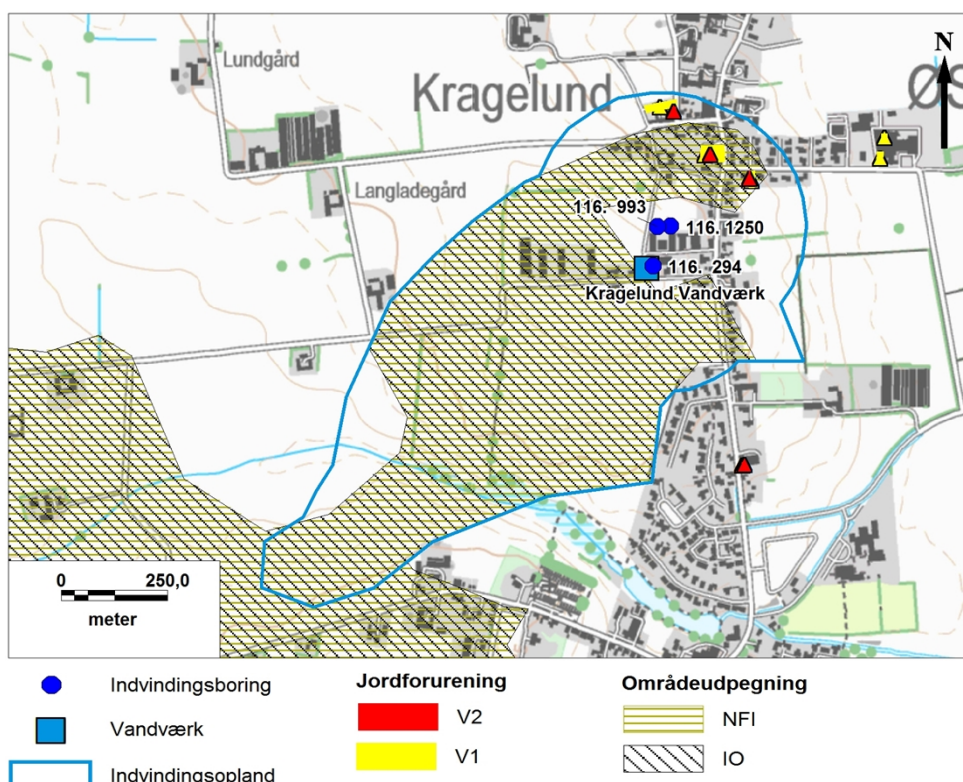 N
Lundgård
Kragelund
ØS
Langladegård
116. 993
116. 1250
116. 294
Kragelund Vandværk
0 250,0
meter
Indvindingsboring
Vandværk
Indvindingsopland
Jordforurening
V2
V1
Områdeudpegning
NFI
IO